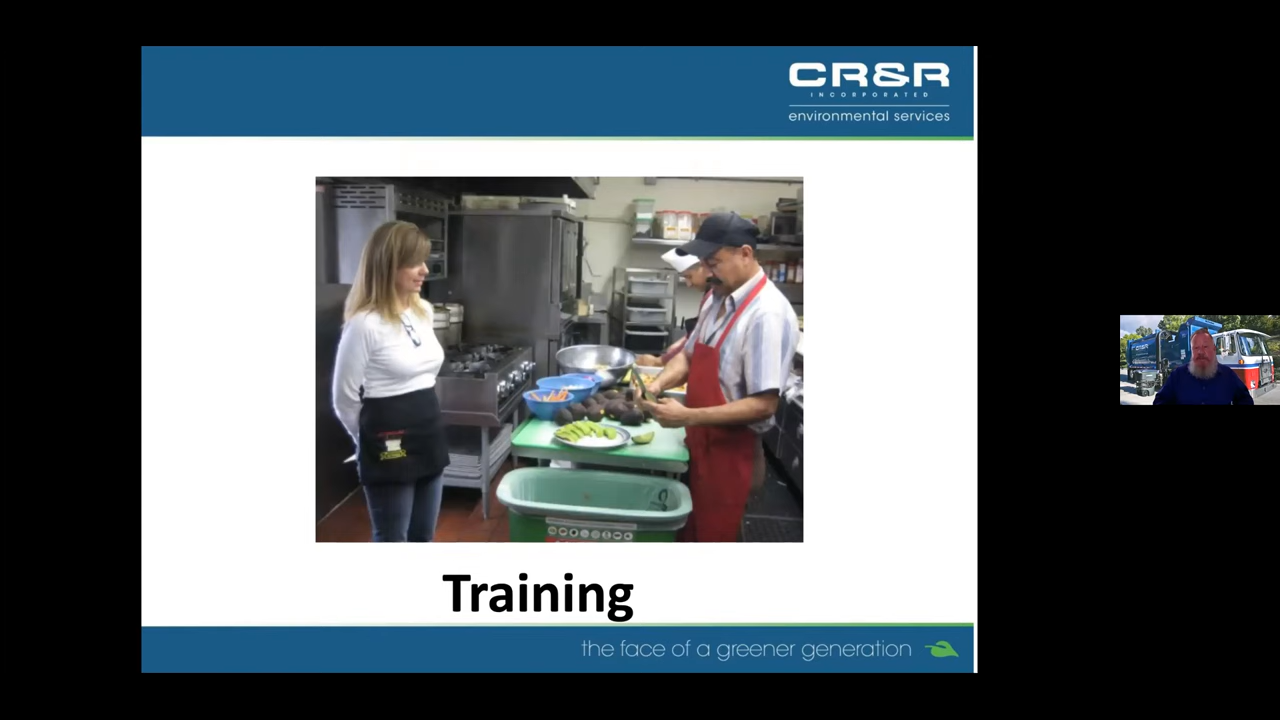 CR&R
INCORPORATED
environmental services
Training
the face of a greener generation